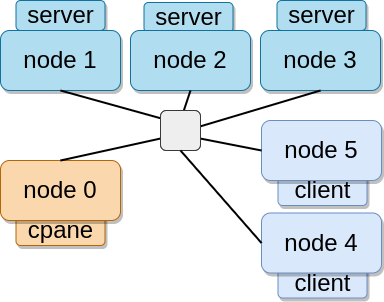 server
server
server
node 1
node 2
node 3
node 5
client
node 0
cpane
node 4
client